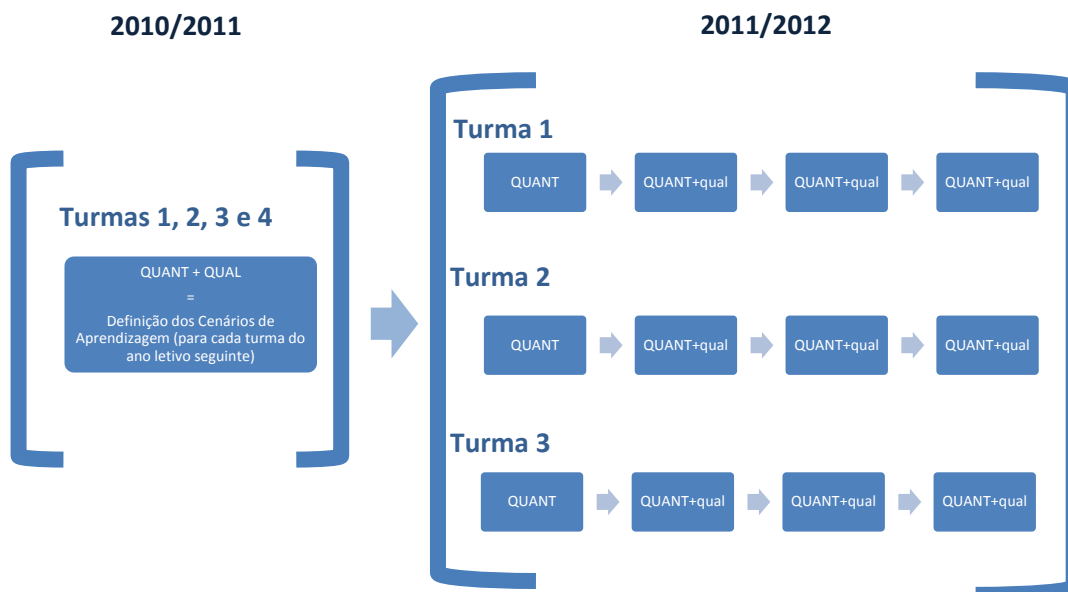 2010/2011
2011/2012
Turmas 1, 2, 3 e 4
QUANT + QUAL
=
Definição dos Cenários de
Aprendizagem (para cada turma do
ano letivo seguinte)
Turma 1
QUANT
QUANT+qual
QUANT+qual
QUANT+qual
Turma 2
QUANT
QUANT+qual
QUANT+qual
QUANT+qual
Turma 3
QUANT
QUANT+qual
QUANT+qual
QUANT+qual